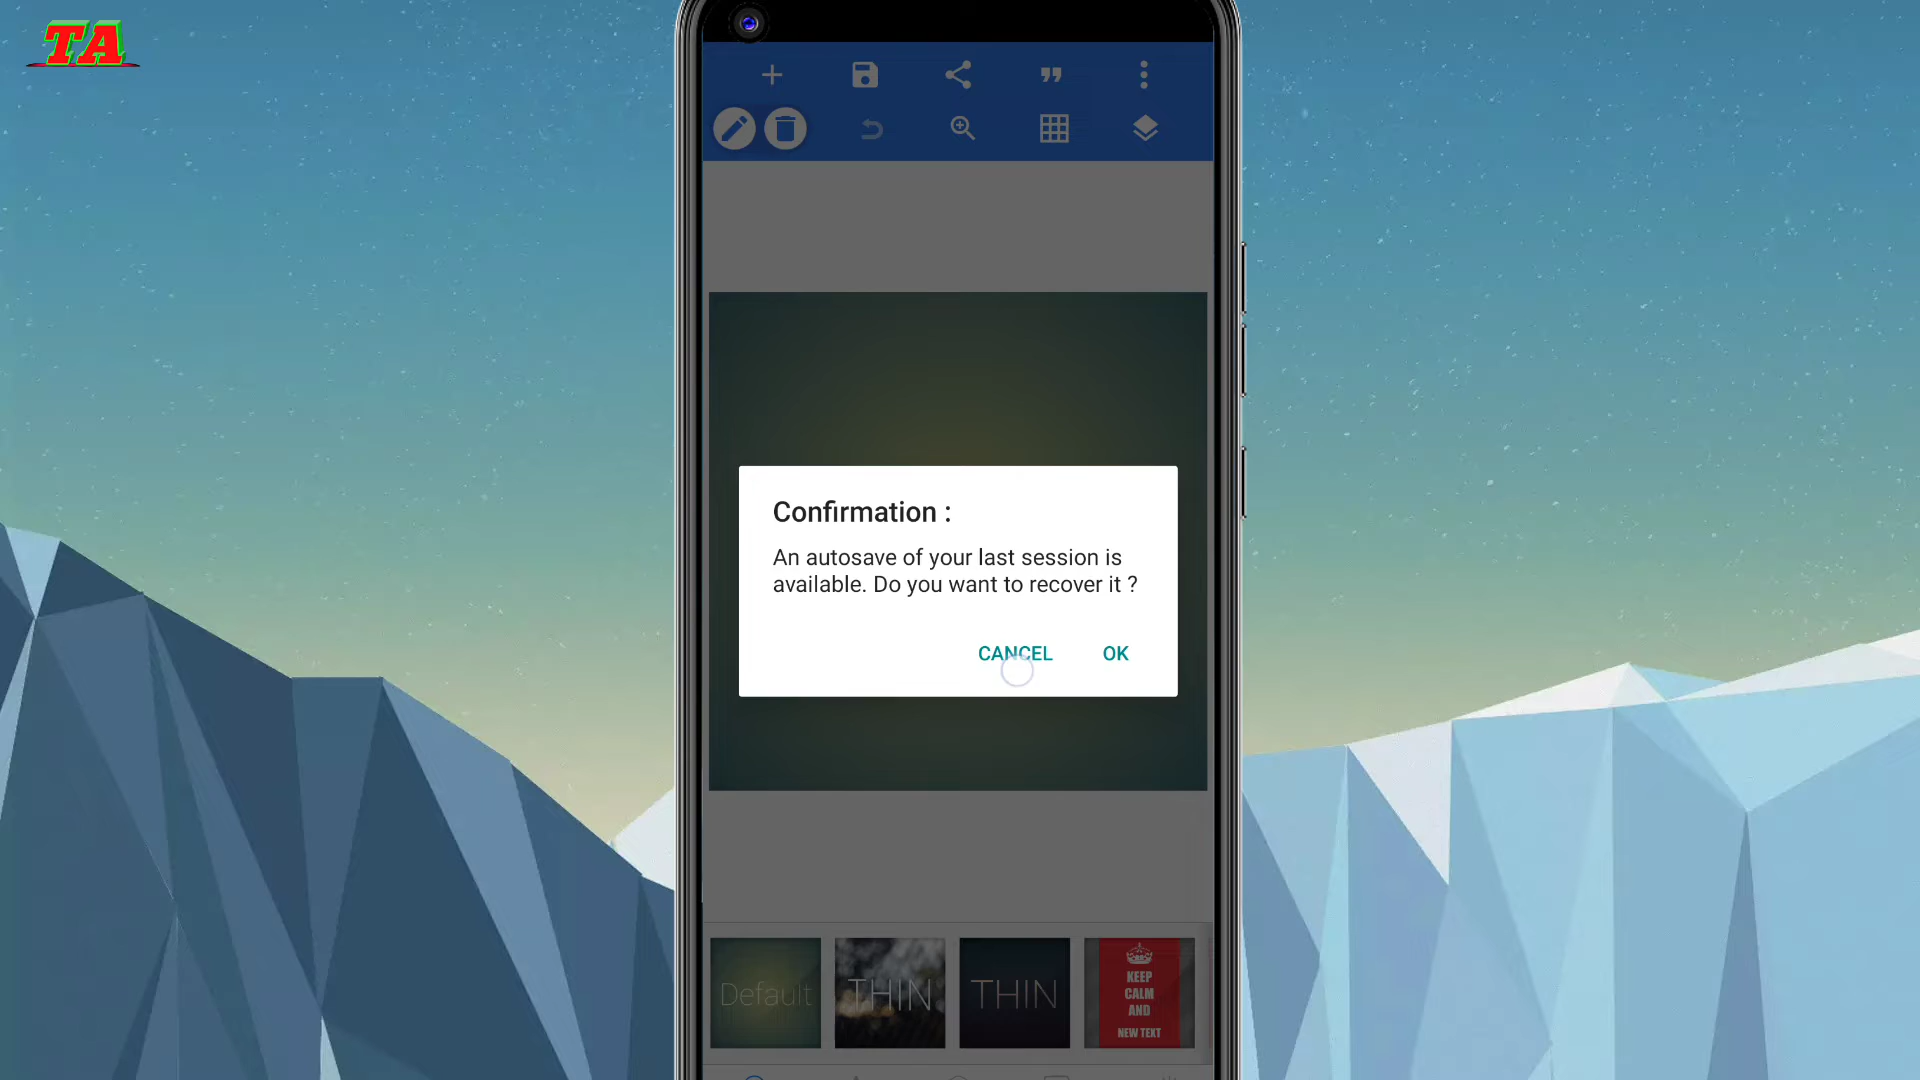 TA
Confirmation :
An autosave of your last session is
available. Do you want to recover it ?
CANCEL OK
Default
THIN
THIN
KEEP
CALM
AND
NEW TEXT